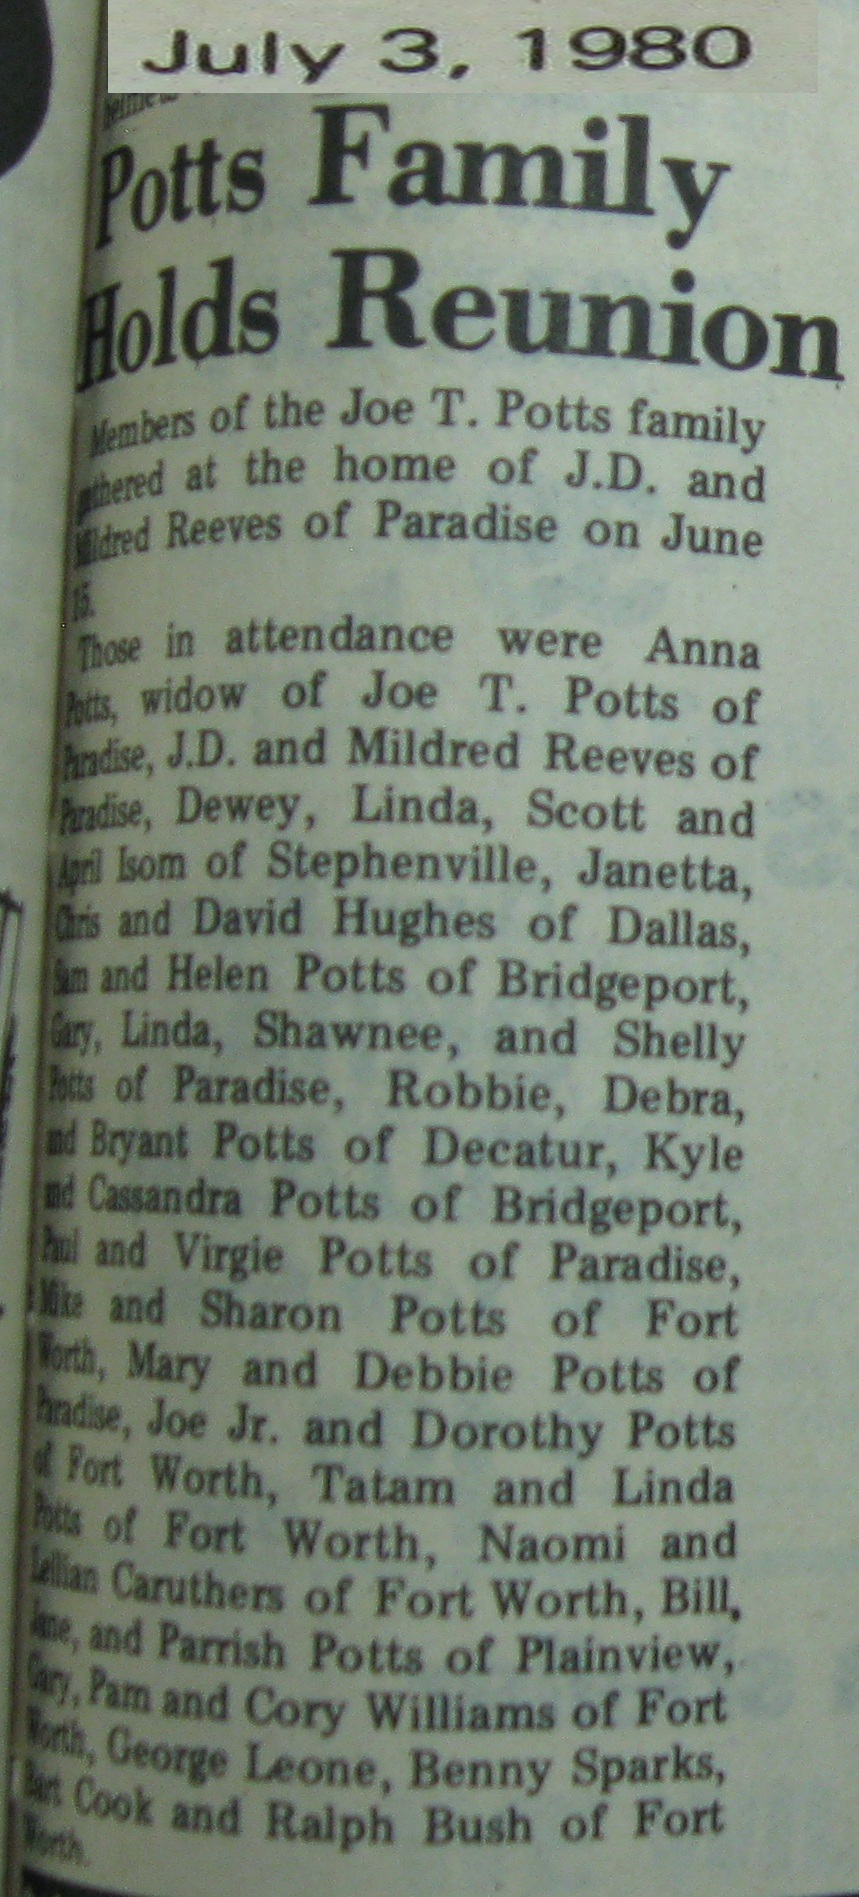 July 3, 1980
Potts Family
Holds Reunion
Members of the Joe T. Potts family
gathered at the home of J.D. and
Mildred Reeves of Paradise on June
15.
Those in attendance were Anna
Potts, widow of Joe T. Potts of
Paradise, J.D. and Mildred Reeves of
Paradise, Dewey, Linda, Scott and
April Isom of Stephenville, Janetta,
Chris and David Hughes of Dallas,
Sam and Helen Potts of Bridgeport,
Gary, Linda, Shawnee, and Shelly
Potts of Paradise, Robbie, Debra,
and Bryant Potts of Decatur, Kyle
and Cassandra Potts of Bridgeport,
Paul and Virgie Potts of Paradise,
Mike and Sharon Potts of Fort
Worth, Mary and Debbie Potts of
Paradise, Joe Jr. and Dorothy Potts
of Fort Worth, Tatam and Linda
Potts of Fort Worth, Naomi and
Caruthers of Fort Worth, Bill,
and Parrish Potts of Plainview,
Gary, Pam and Cory Williams of Fort
Worth, George Leone, Benny Sparks,
Bart Cook and Ralph Bush of Fort
Worth.